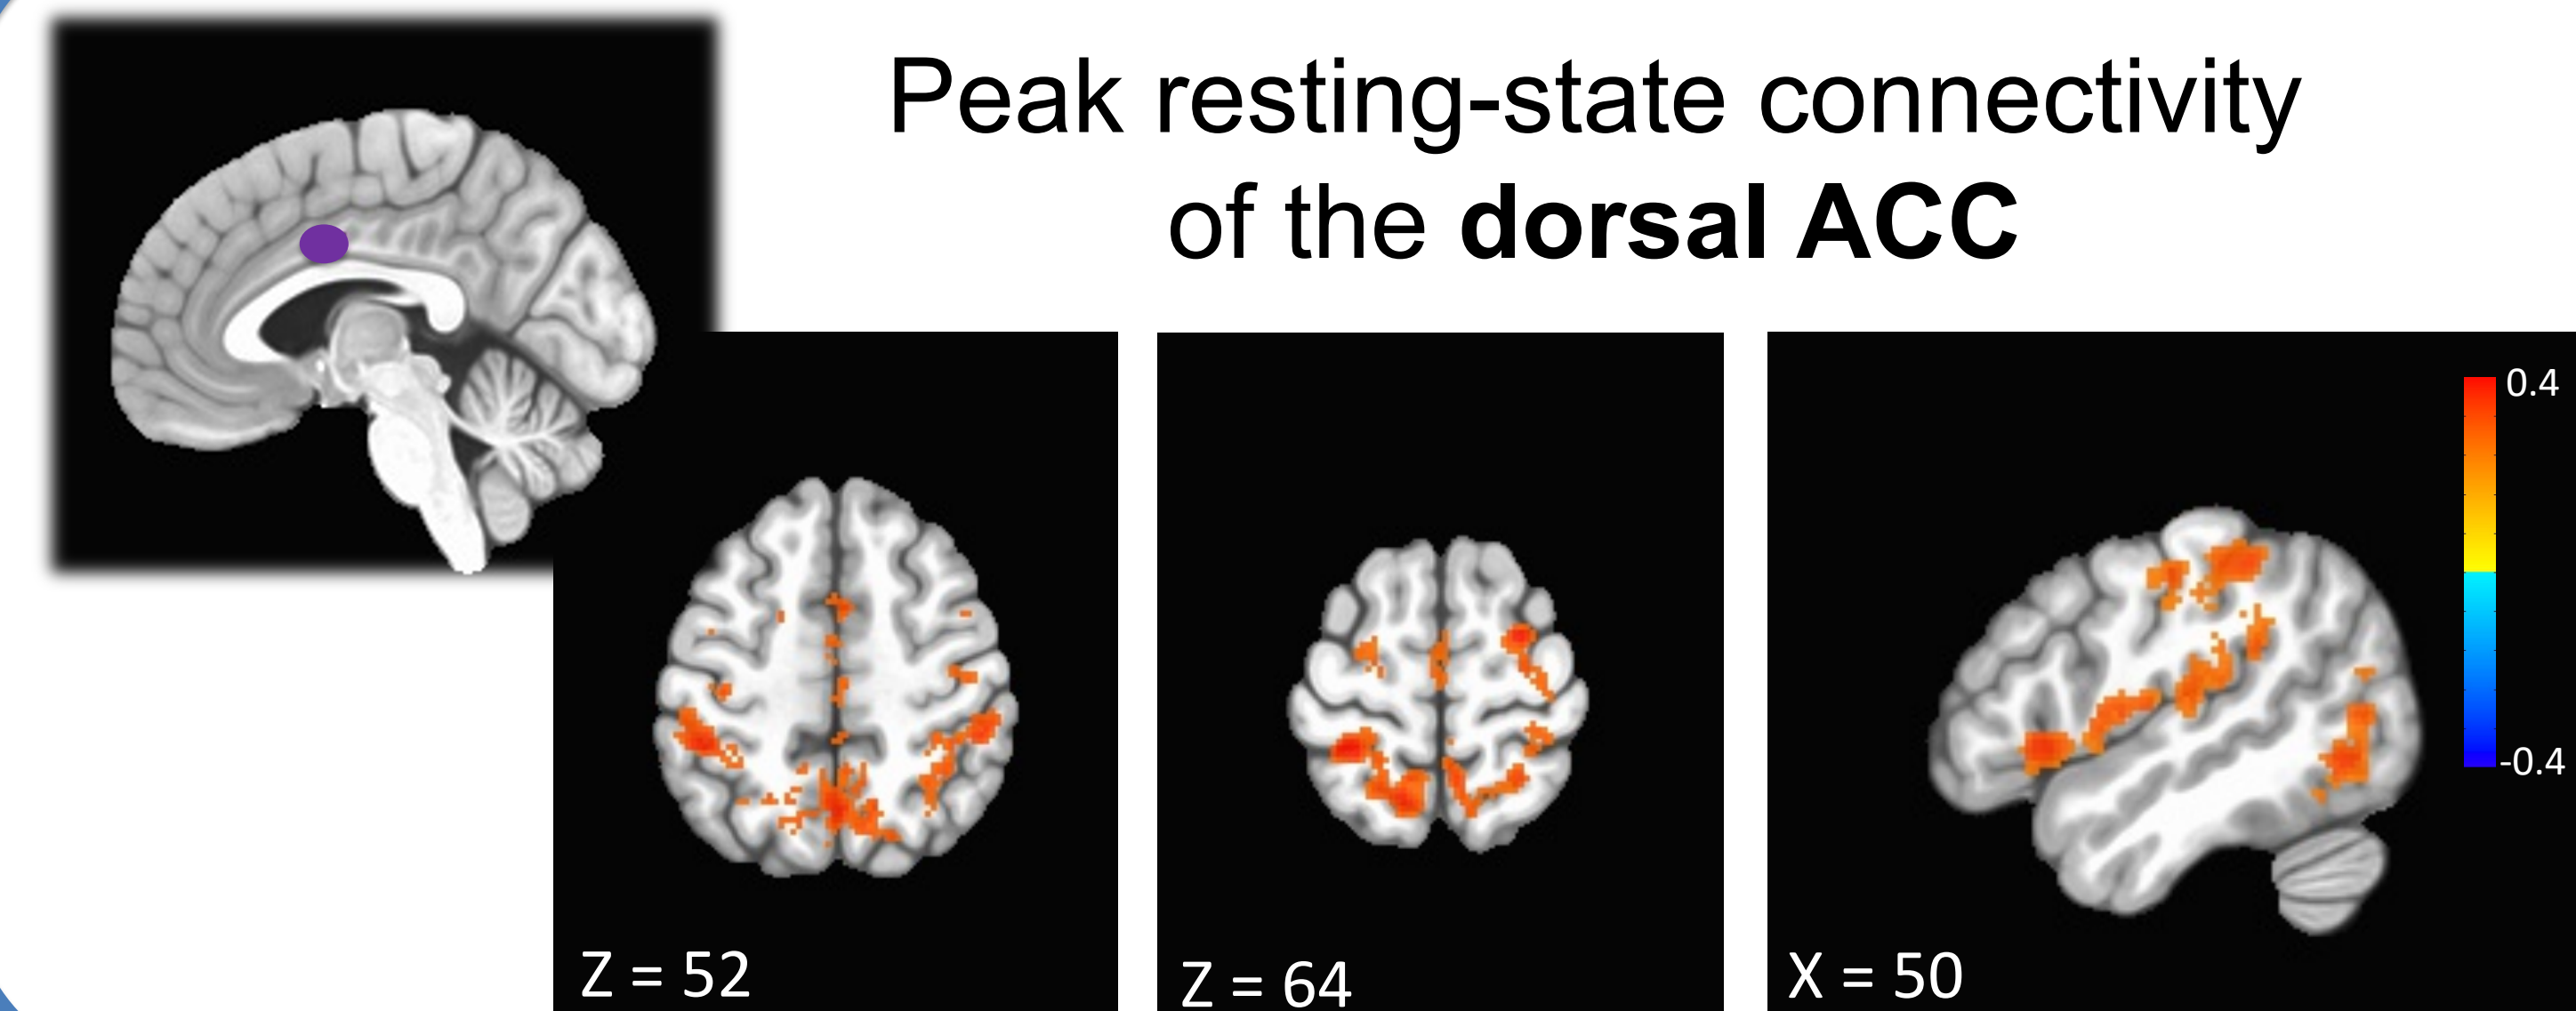 Peak resting-state connectivity
of the dorsal ACC
0.4
-0.4
Z = 52
Z = 64
X = 50